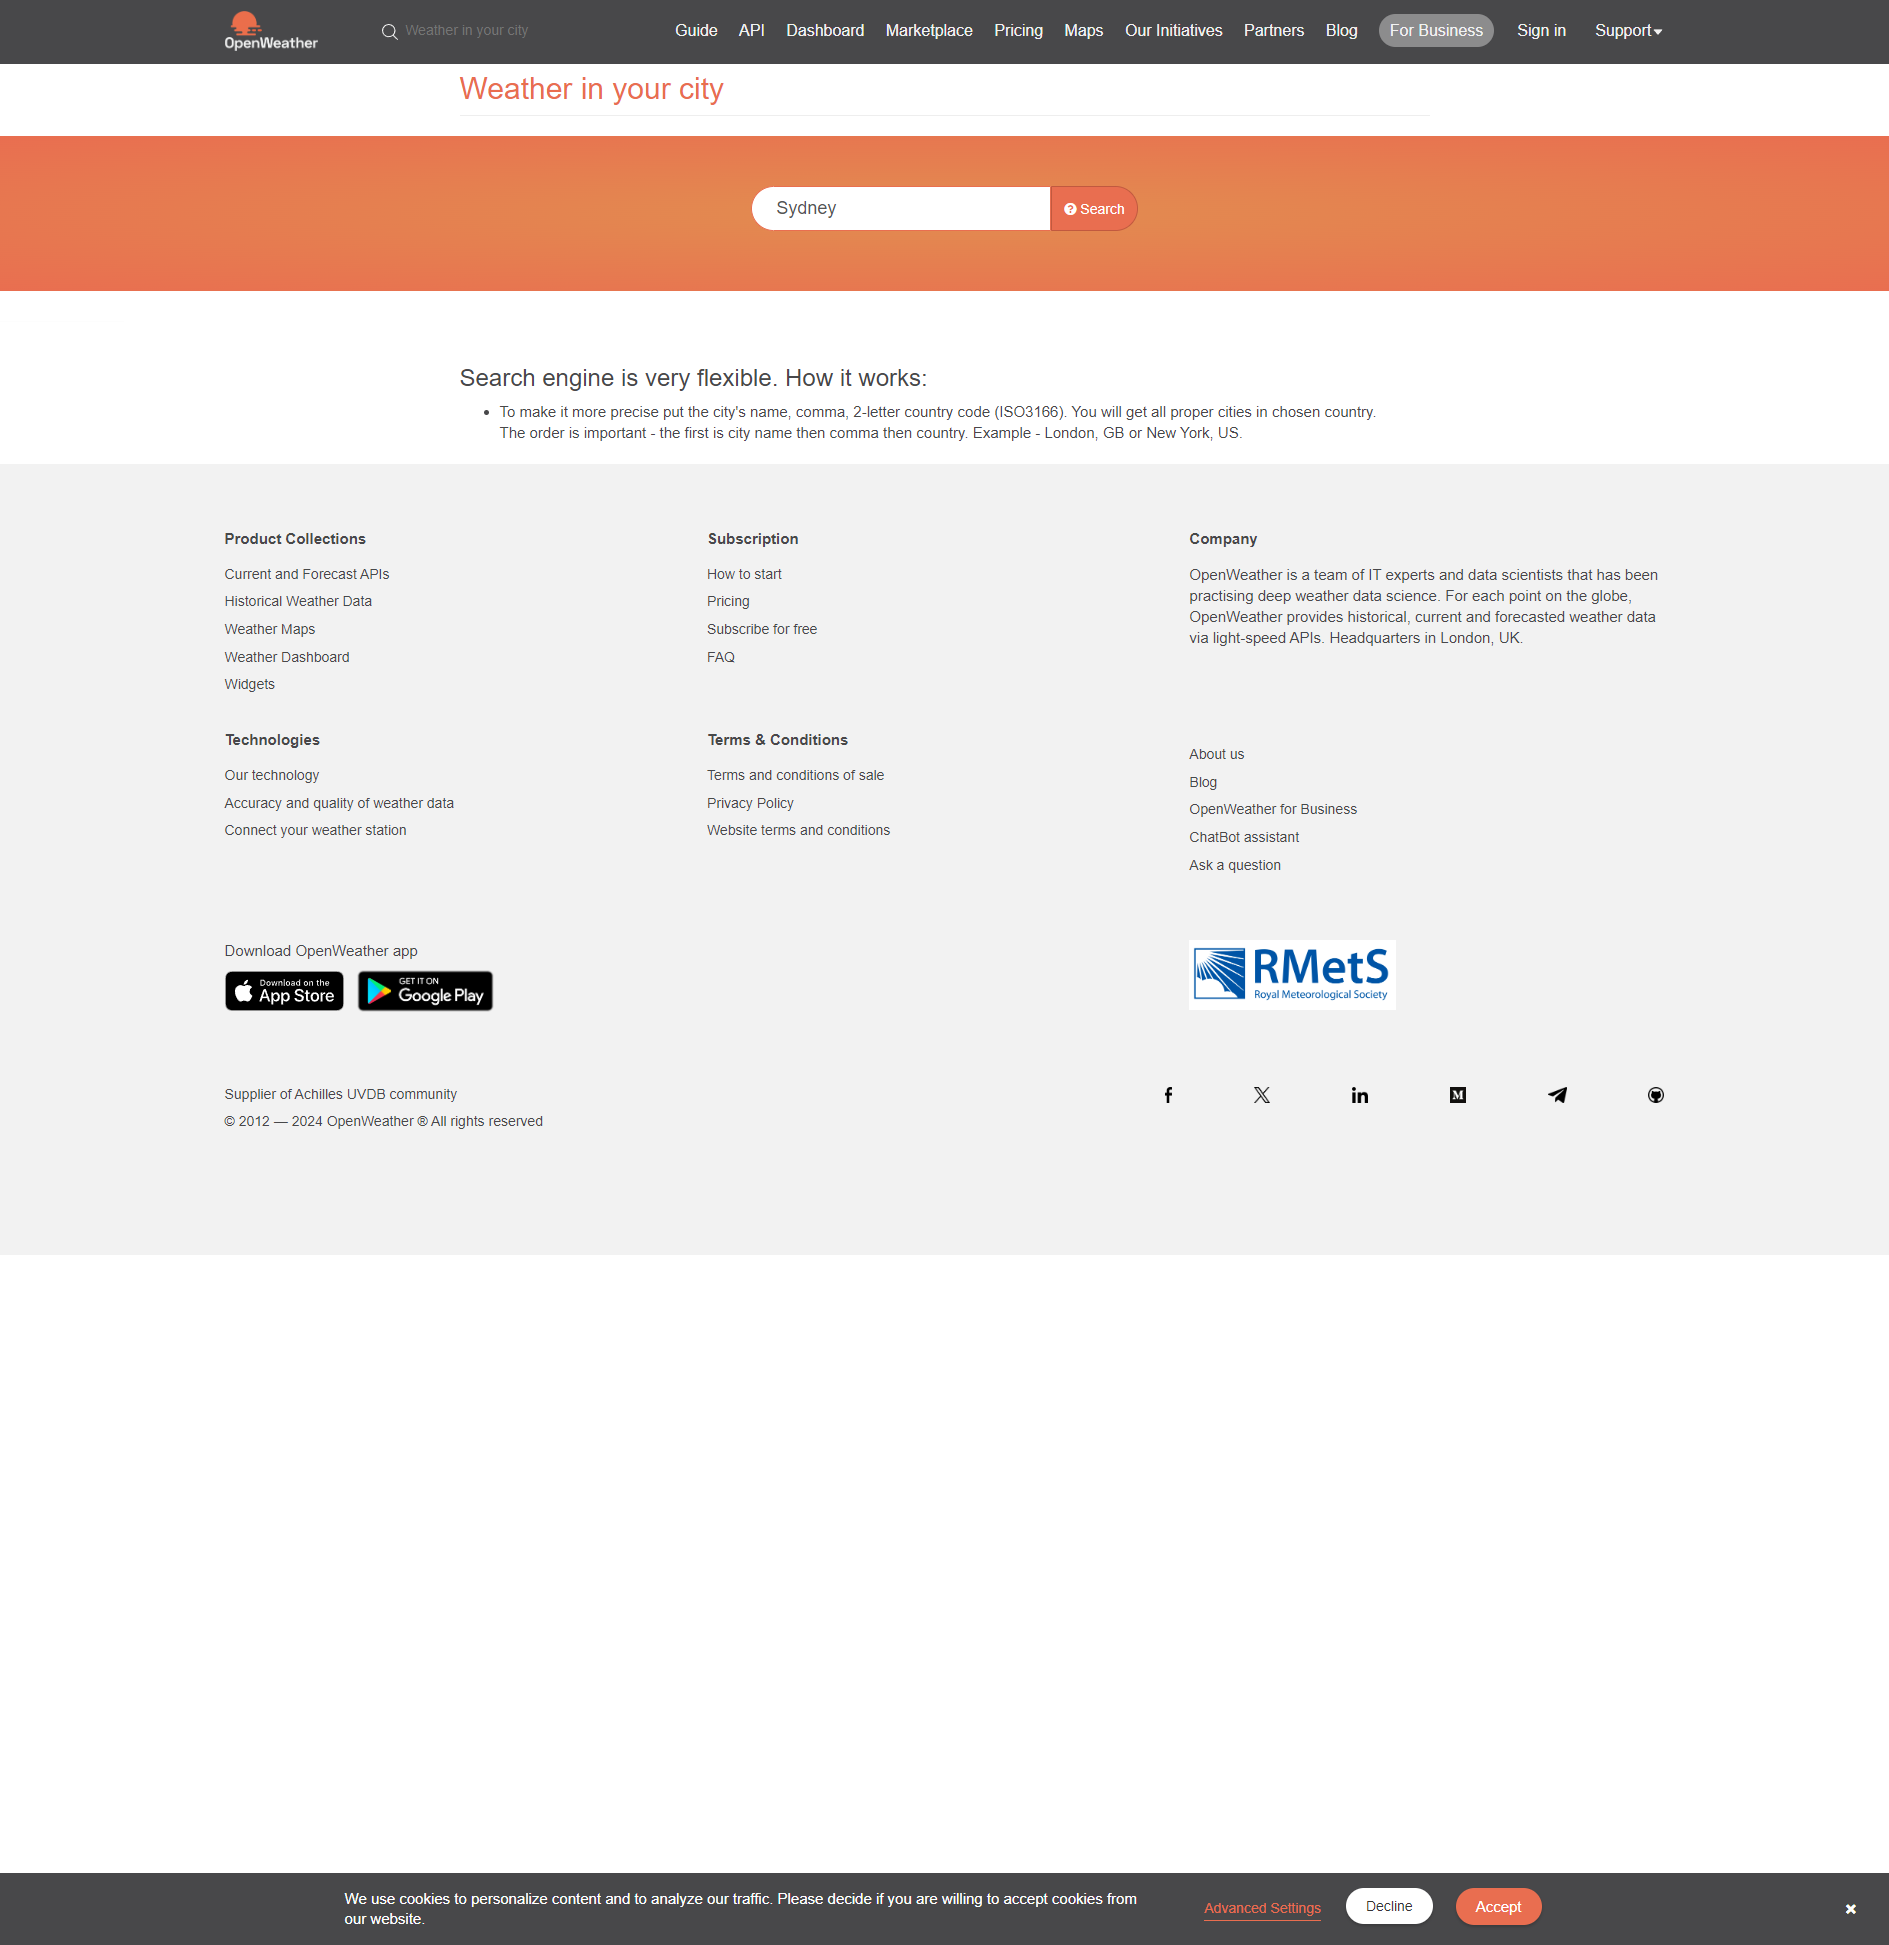 OpenWeather
Weather in your city
Guide API Dashboard Marketplace Pricing Maps Our Initiatives Partners Blog For Business Sign in Support
Weather in your city
Sydney
Search
Search engine is very flexible. How it works:
To make it more precise put the city's name, comma, 2-letter country code (ISO3166). You will get all proper cities in chosen country.
The order is important - the first is city name then comma then country. Example - London, GB or New York, US.
Product Collections
Current and Forecast APIs
Historical Weather Data
Weather Maps
Weather Dashboard
Widgets
Subscription
How to start
Pricing
Subscribe for free
FAQ
Company
OpenWeather is a team of IT experts and data scientists that has been
practising deep weather data science. For each point on the globe,
OpenWeather provides historical, current and forecasted weather data
via light-speed APIs. Headquarters in London, UK.
Technologies
Our technology
Accuracy and quality of weather data
Connect your weather station
Terms & Conditions
Terms and conditions of sale
Privacy Policy
Website terms and conditions
About us
Blog
OpenWeather for Business
ChatBot assistant
Ask a question
Download OpenWeather app
Download on the
App Store
GET IT ON
Google Play
RMetS
Royal Meteorological Society
Supplier of Achilles UVDB community
© 2012 — 2024 OpenWeather ® All rights reserved
We use cookies to personalize content and to analyze our traffic. Please decide if you are willing to accept cookies from
our website.
Advanced Settings
Decline
Accept